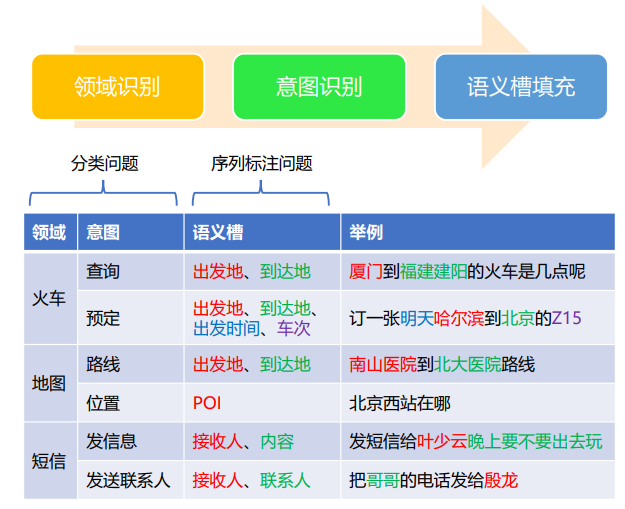 领域识别 意图识别 语义槽填充
分类问题 序列标注问题
领域 意图 语义槽 举例
火车
查询 出发地、到达地 厦门到福建建阳的火车是几点呢
预定 出发地、到达地、
出发时间、车次 订一张明天哈尔滨到北京的Z15
地图
路线 出发地、到达地 南山医院到北大医院路线
位置 POI 北京西站在哪
短信
发信息 接收人、内容 发短信给叶少云晚上要不要出去玩
发送联系人 接收人、联系人 把哥哥的电话发给殷龙